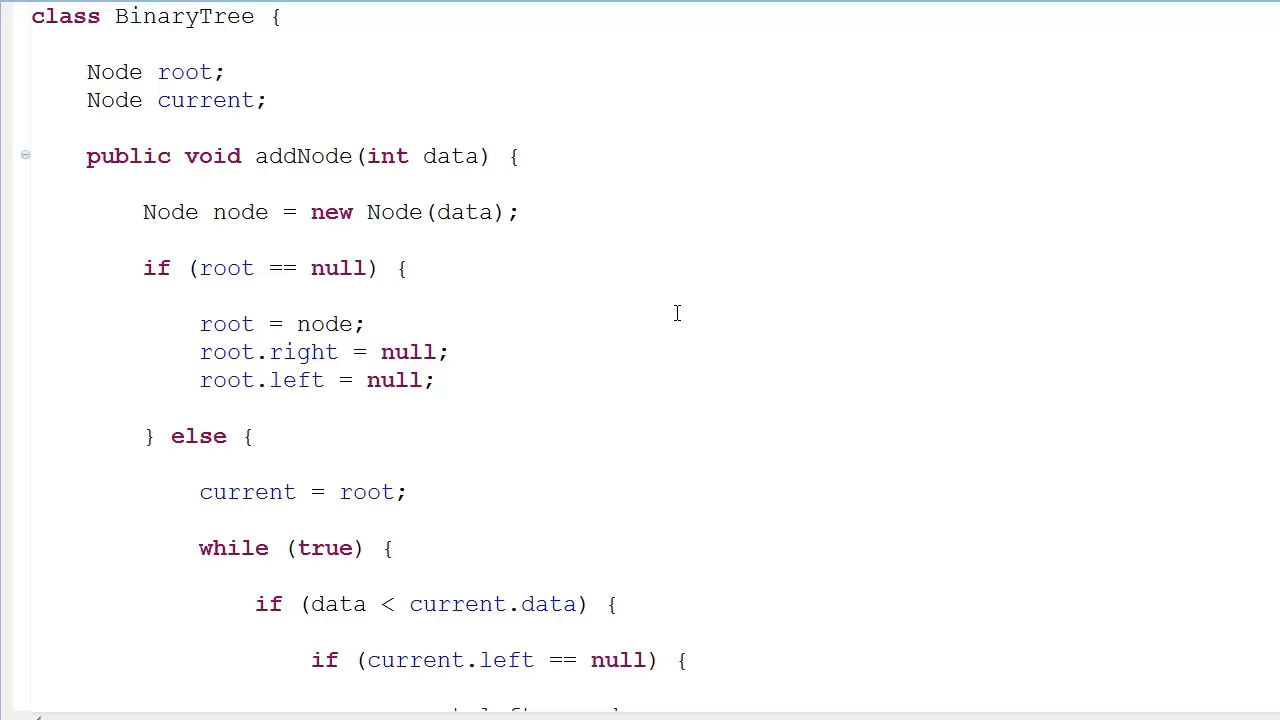 class BinaryTree {
Node root;
Node current;
public void addNode(int data) {
Node node = new Node(data);
if (root == null) {
root = node;
root.right = null;
root.left = null;
} else {
current = root;
while (true) {
if (data < current.data) {
if (current.left == null) {